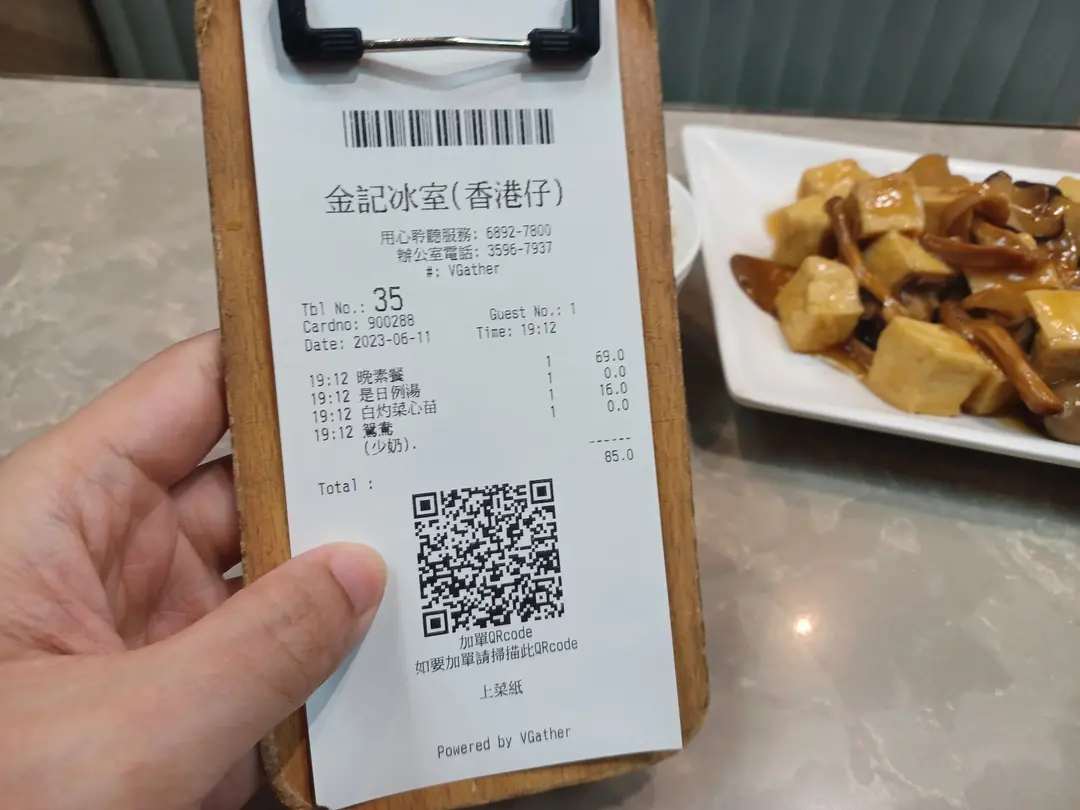 金記冰室(香港仔)
用心聆聽服務: 6892-7800
辦公室電話: 3596-7937
#: VGather
Tbl No.: 35 Guest No.: 1
Cardno: 900288 Time: 19:12
Date: 2023-06-11
19:12 晚素餐 1 69.0
19:12 是日例湯 1 0.0
19:12 白灼菜心苗 1 16.0
19:12 鴛鴦 1 0.0
(少奶).
------
Total : 85.0
加單QRcode
如要加單請掃描此QRcode
上菜紙
Powered by VGather